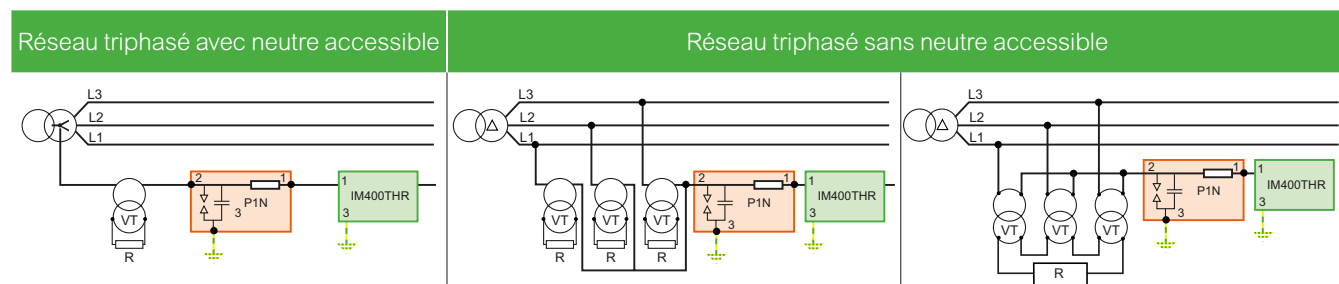 Réseau triphasé avec neutre accessible
Réseau triphasé sans neutre accessible
L3
L2
L1
2
1
P1N
3
1
IM400THR
3
VT
R
L3
L2
L1
2
1
P1N
3
1
IM400THR
3
VT
VT
VT
R
R
R
L3
L2
L1
2
1
P1N
3
1
IM400THR
3
VT
VT
VT
R